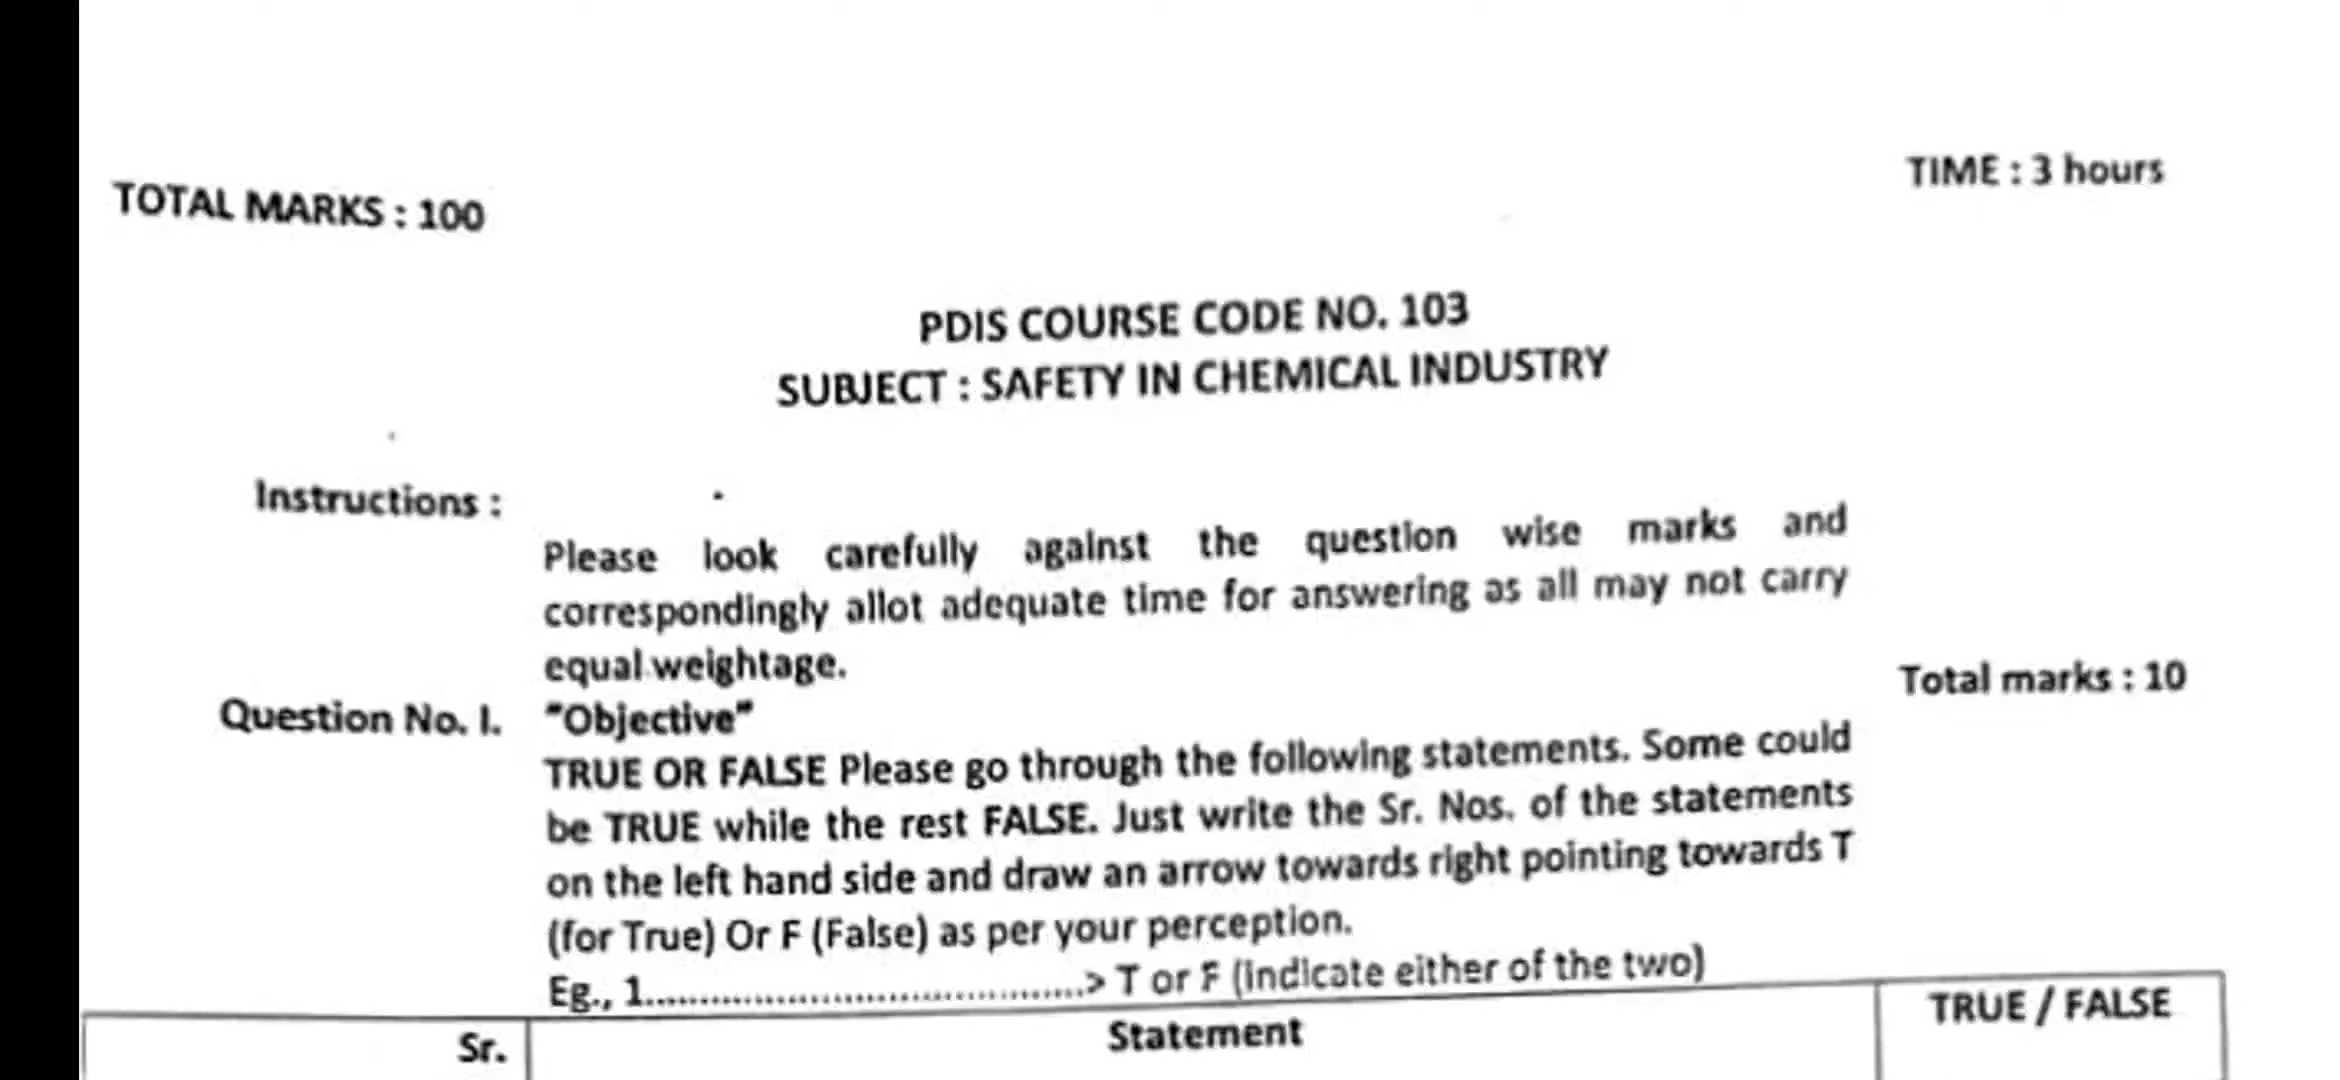 TIME : 3 hours
TOTAL MARKS : 100
PDIS COURSE CODE NO. 103
SUBJECT : SAFETY IN CHEMICAL INDUSTRY
Instructions :
Please look carefully against the question wise marks and
correspondingly allot adequate time for answering as all may not carry
equal weightage.
Total marks : 10
Question No. I. "Objective"
TRUE OR FALSE Please go through the following statements. Some could
be TRUE while the rest FALSE. Just write the Sr. Nos. of the statements
on the left hand side and draw an arrow towards right pointing towards T
(for True) Or F (False) as per your perception.
Eg., 1........................................> T or F (indicate either of the two)
Sr. Statement TRUE / FALSE